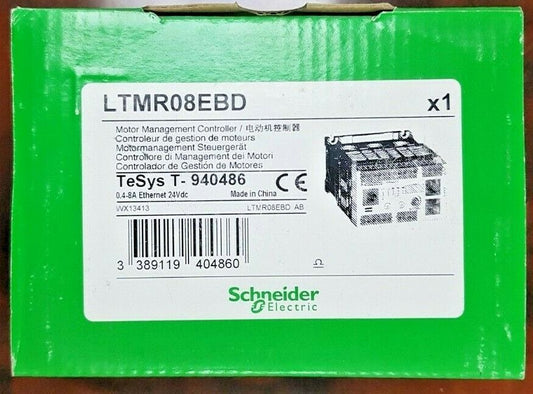 LTMR08EBD x1
Motor Management Controller / 电动机控制器
Controleur de gestion de moteurs
Motormanagement Steuergerät
Controllore di Management dei Motori
Controlador de Gestión de Motores
TeSys T- 940486 CE
0.4-8A Ethernet 24Vdc Made in China
WX13413 LTMR08EBD AB
3 389119 404860
Schneider
Electric